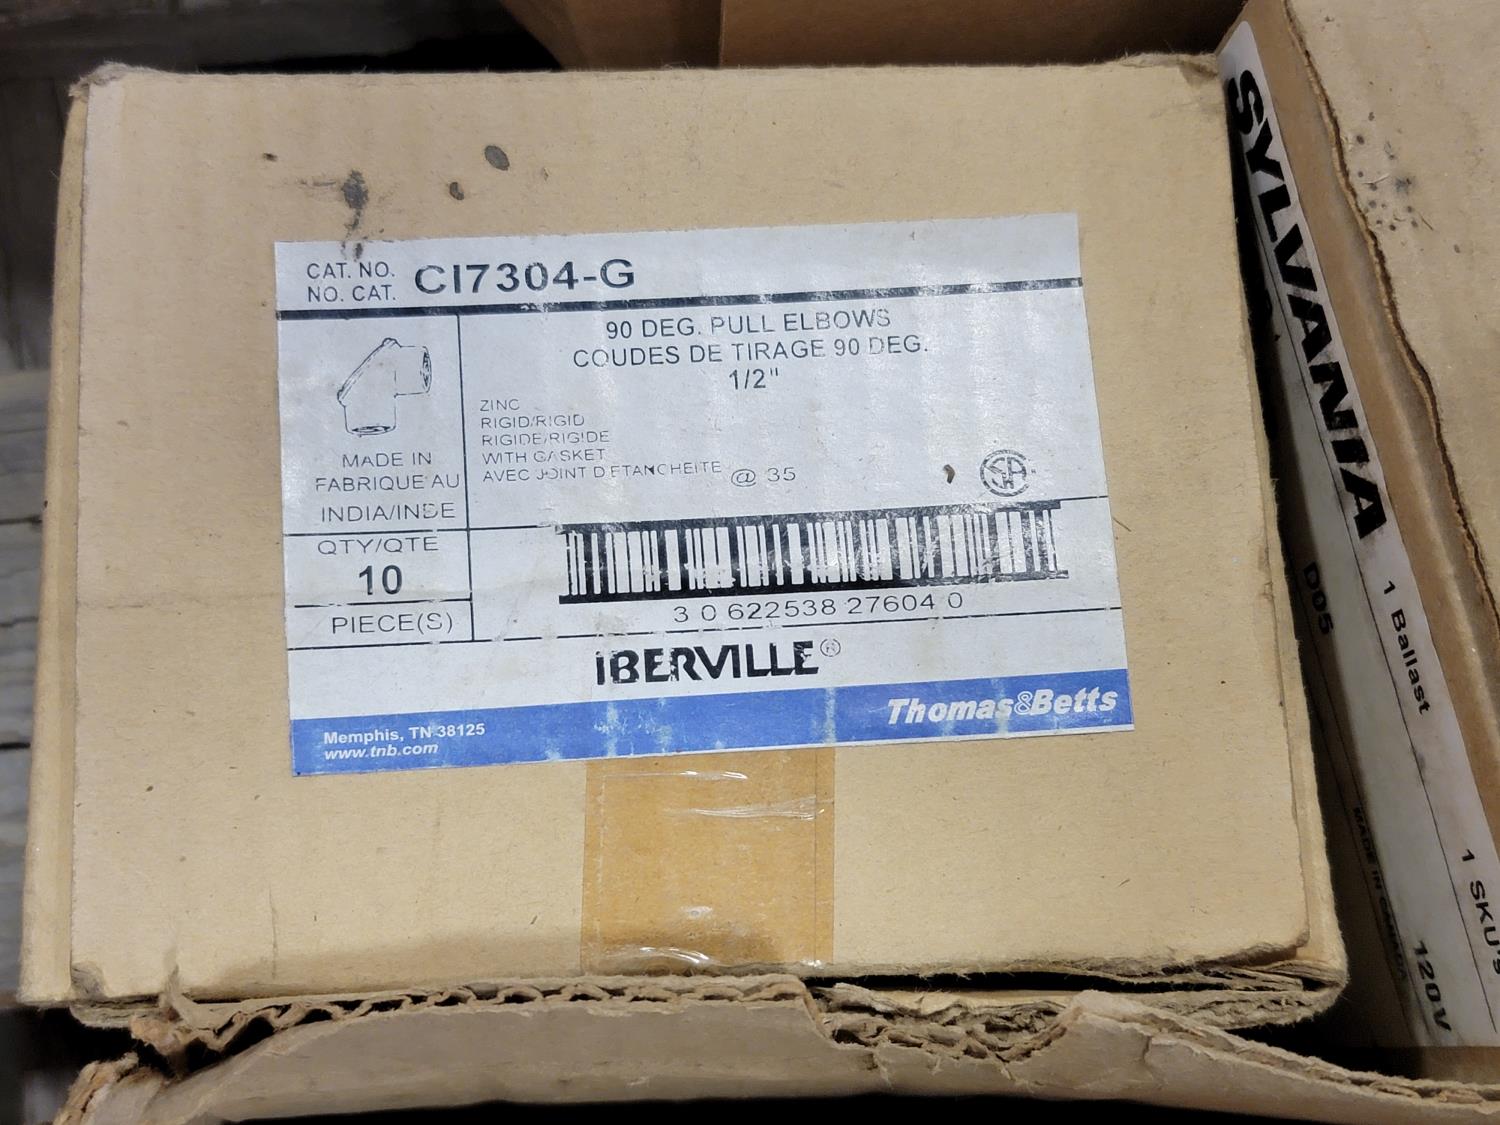 CAT. NO.
NO. CAT.
CI7304-G
90 DEG. PULL ELBOWS
COUDES DE TIRAGE 90 DEG.
1/2"
ZINC
RIGID/RIGID
RIGIDE/RIGIDE
WITH GASKET
AVEC JOINT D'ETANCHEITE
@ 35
MADE IN
FABRIQUE AU
INDIA/INDE
QTY/QTE
10
PIECE(S)
3 0 622538 27604 0
IBERVILLE®
Memphis, TN 38125
www.tnb.com
Thomas&Betts
SYLVANIA
1 Ballast
1 SKU's
D05
120V
MADE IN CANADA